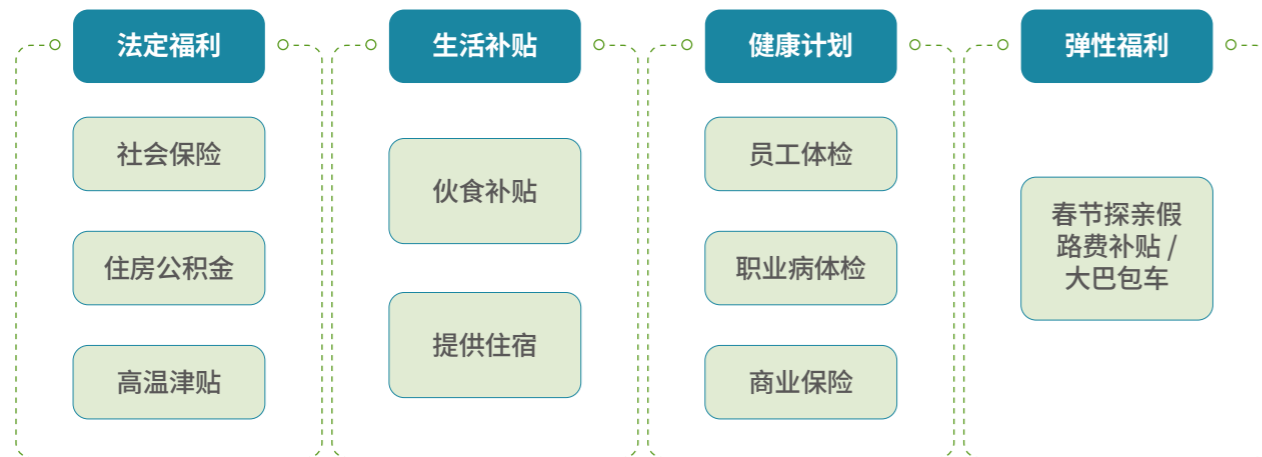 法定福利
社会保险
住房公积金
高温津贴
生活补贴
伙食补贴
提供住宿
健康计划
员工体检
职业病体检
商业保险
弹性福利
春节探亲假
路费补贴 /
大巴包车